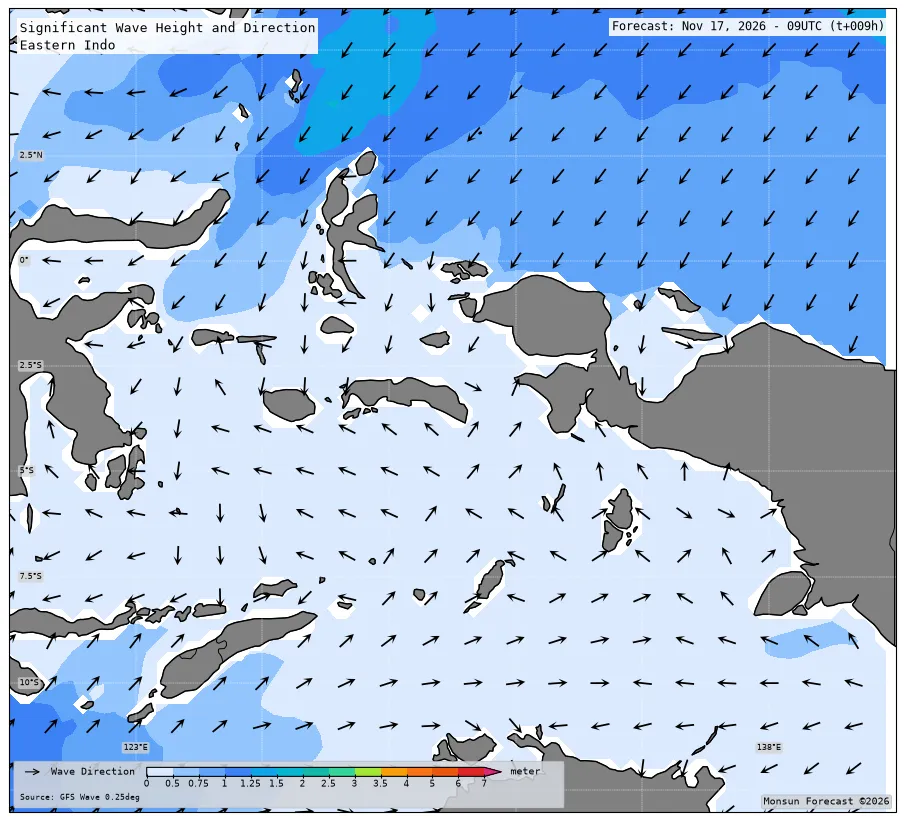 Significant Wave Height and Direction
Eastern Indo
Forecast: Nov 17, 2026 - 09UTC (t+009h)
2.5°N
0°
2.5°S
5°S
7.5°S
10°S
123°E
138°E
Wave Direction
meter
0 0.5 0.75 1 1.25 1.5 2 2.5 3 3.5 4 5 6 7
Source: GFS Wave 0.25deg
Monsun Forecast ©2026